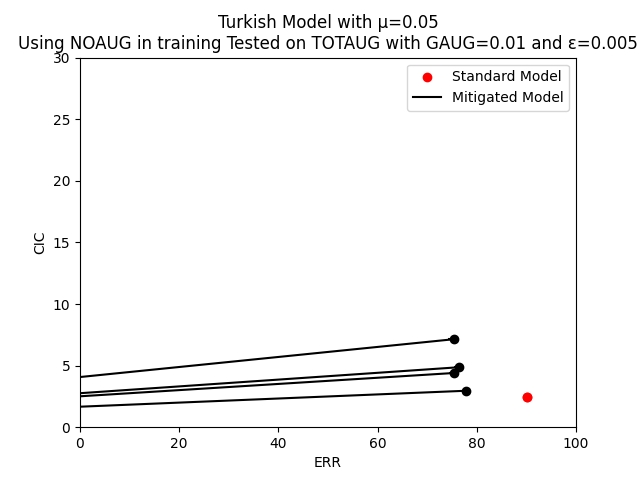 Turkish Model with μ=0.05
Using NOAUG in training Tested on TOTAUG with GAUG=0.01 and ε=0.005
Standard Model
Mitigated Model
30
25
20
15
10
5
0
CIC
0 20 40 60 80 100
ERR